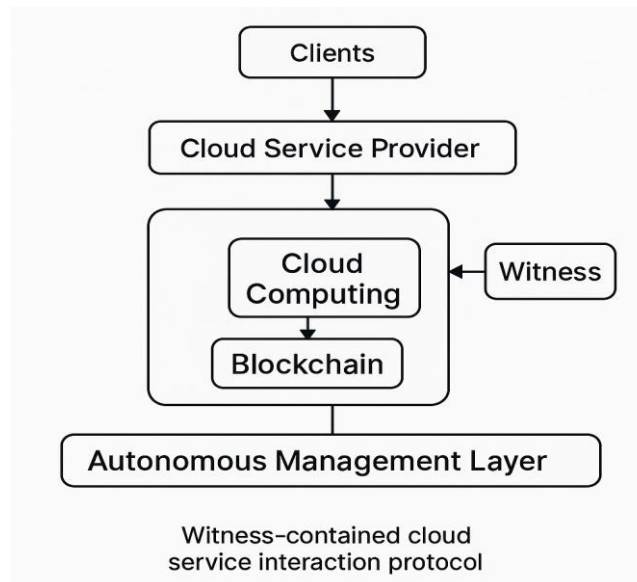 Clients
Cloud Service Provider
Cloud
Computing
Witness
Blockchain
Autonomous Management Layer
Witness-contained cloud
service interaction protocol